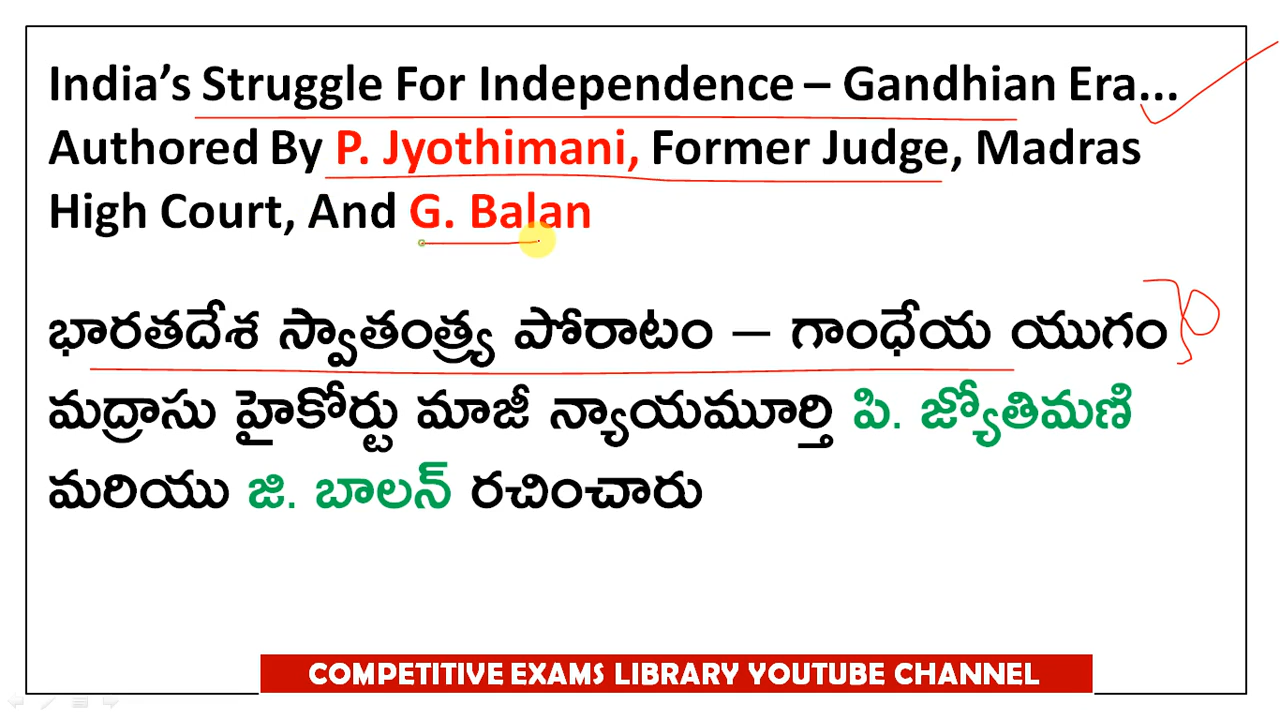 India’s Struggle For Independence – Gandhian Era...
Authored By P. Jyothimani, Former Judge, Madras
High Court, And G. Balan
భారతదేశ స్వాతంత్ర్య పోరాటం – గాంధేయ యుగం
మద్రాసు హైకోర్టు మాజీ న్యాయమూర్తి పి. జ్యోతిమణి
మరియు జి. బాలన్ రచించారు
COMPETITIVE EXAMS LIBRARY YOUTUBE CHANNEL